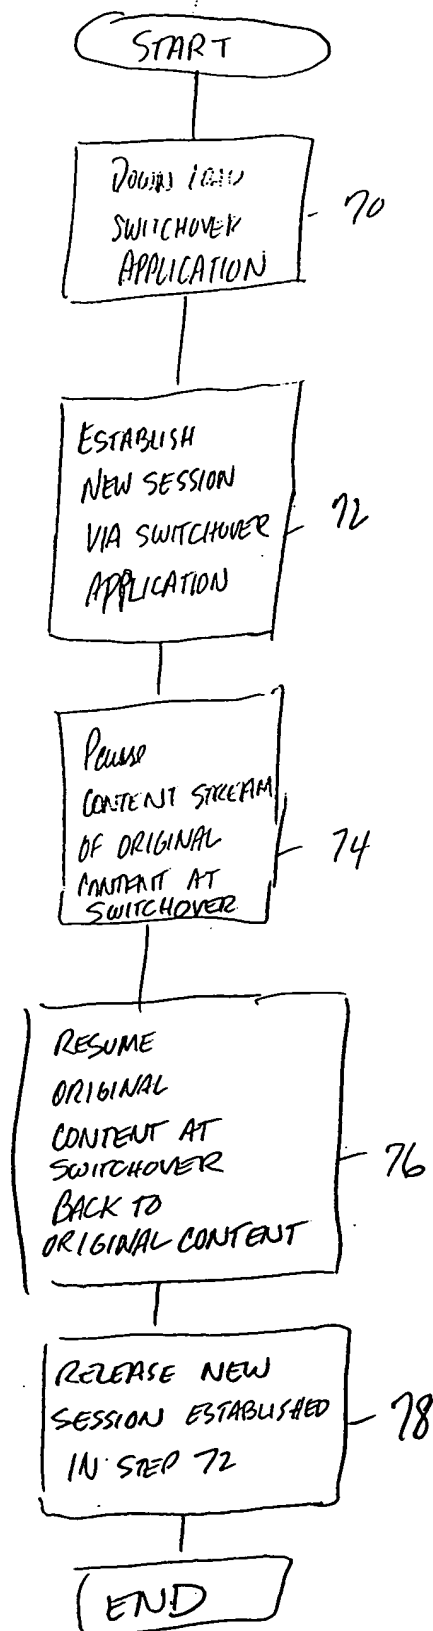 START
DOWNLOAD
SWITCHOVER
APPLICATION
70
ESTABLISH
NEW SESSION
VIA SWITCHOVER
APPLICATION
72
Pause
CONTENT STREAM
OF ORIGINAL
CONTENT AT
SWITCHOVER
74
RESUME
ORIGINAL
CONTENT AT
SWITCHOVER
BACK TO
ORIGINAL CONTENT
76
RELEASE NEW
SESSION ESTABLISHED
IN STEP 72
78
END